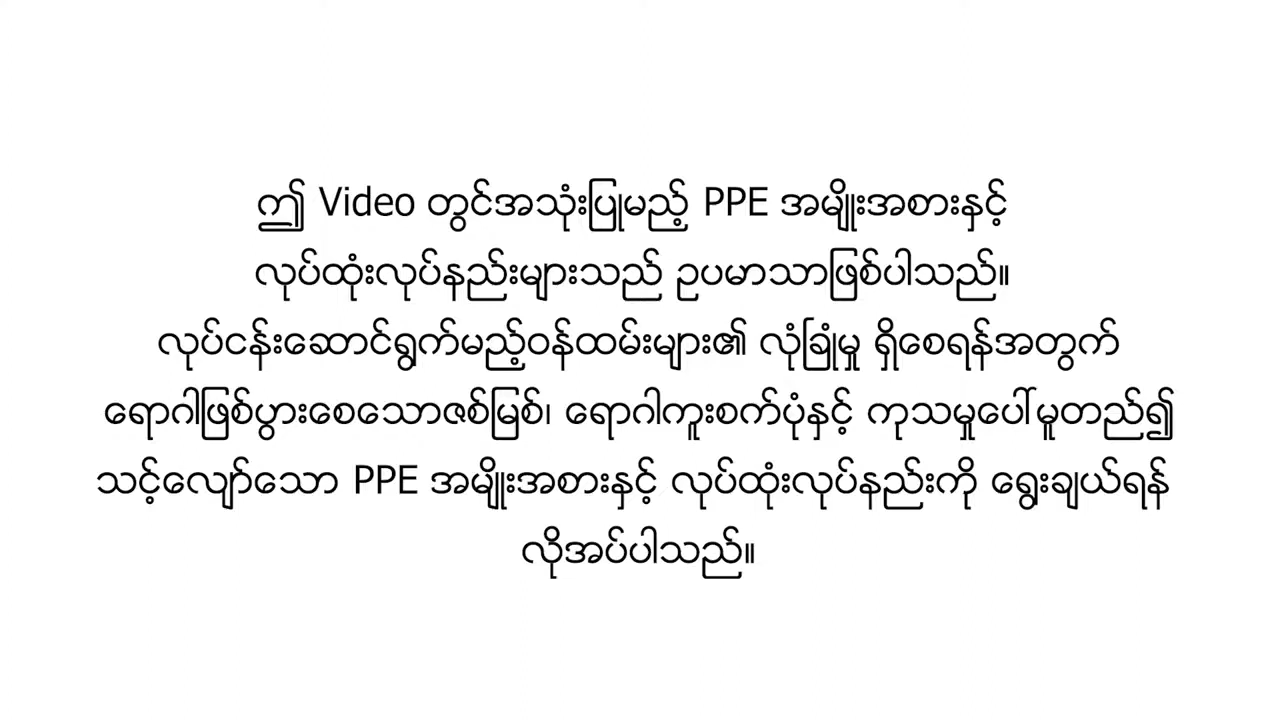 ဤ Video တွင်အသုံးပြုမည့် PPE အမျိုးအစားနှင့်
လုပ်ထုံးလုပ်နည်းများသည် ဥပမာသာဖြစ်ပါသည်။
လုပ်ငန်းဆောင်ရွက်မည့်ဝန်ထမ်းများ၏ လုံခြုံမှု ရှိစေရန်အတွက်
ရောဂါဖြစ်ပွားစေသောဇစ်မြစ်၊ ရောဂါကူးစက်ပုံနှင့် ကုသမှုပေါ်မူတည်၍
သင့်လျော်သော PPE အမျိုးအစားနှင့် လုပ်ထုံးလုပ်နည်းကို ရွေးချယ်ရန်
လိုအပ်ပါသည်။